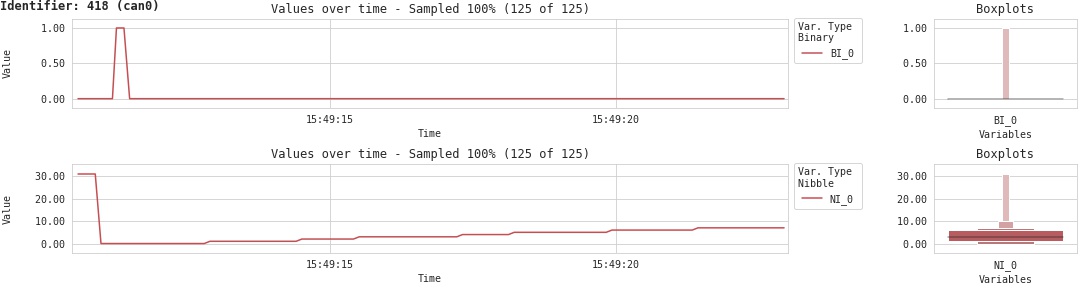 Identifier: 418 (can0)
Values over time - Sampled 100% (125 of 125)
Boxplots
Value
1.00
0.50
0.00
15:49:15
15:49:20
Time
Var. Type
Binary
BI_0
1.00
0.50
0.00
BI_0
Variables
Values over time - Sampled 100% (125 of 125)
Boxplots
Value
30.00
20.00
10.00
0.00
15:49:15
15:49:20
Time
Var. Type
Nibble
NI_0
30.00
20.00
10.00
0.00
NI_0
Variables